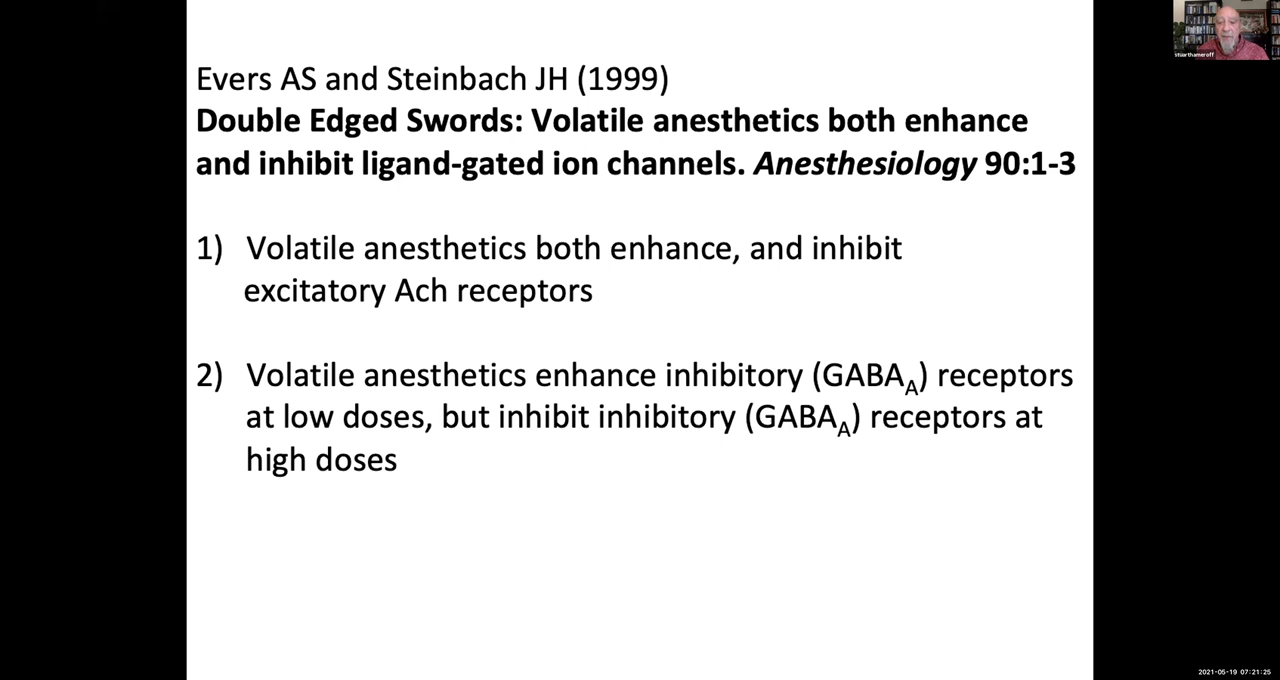 stuarthameroff
Evers AS and Steinbach JH (1999)
Double Edged Swords: Volatile anesthetics both enhance
and inhibit ligand-gated ion channels. Anesthesiology 90:1-3
1) Volatile anesthetics both enhance, and inhibit
excitatory Ach receptors
2) Volatile anesthetics enhance inhibitory (GABAA) receptors
at low doses, but inhibit inhibitory (GABAA) receptors at
high doses
2021-05-19 07:21:25